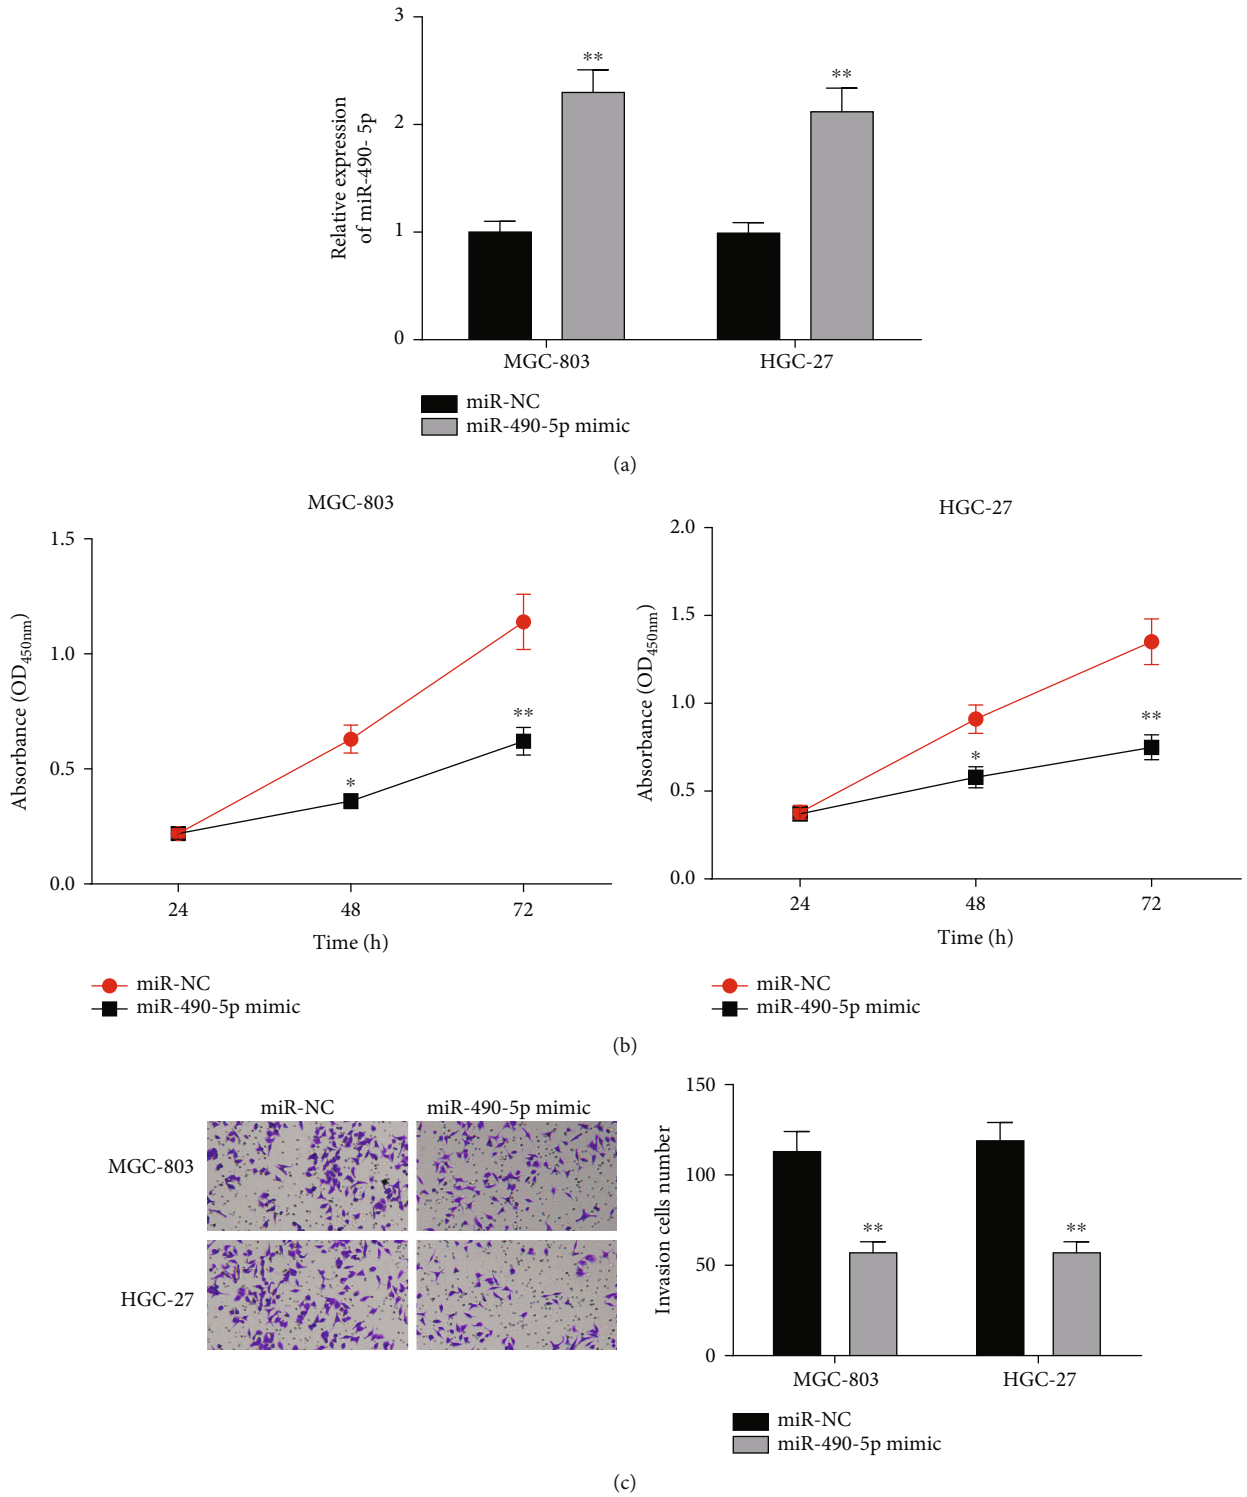 3
2
1
0
Relative expression
of miR-490- 5p
**
**
MGC-803
HGC-27
miR-NC
miR-490-5p mimic
(a)
MGC-803
1.5
1.0
0.5
0.0
Absorbance (OD450nm)
*
**
24
48
72
Time (h)
miR-NC
miR-490-5p mimic
HGC-27
2.0
1.5
1.0
0.5
0.0
Absorbance (OD450nm)
*
**
24
48
72
Time (h)
miR-NC
miR-490-5p mimic
(b)
miR-NC
miR-490-5p mimic
MGC-803
HGC-27
150
100
50
0
Invasion cells number
**
**
MGC-803
HGC-27
miR-NC
miR-490-5p mimic
(c)